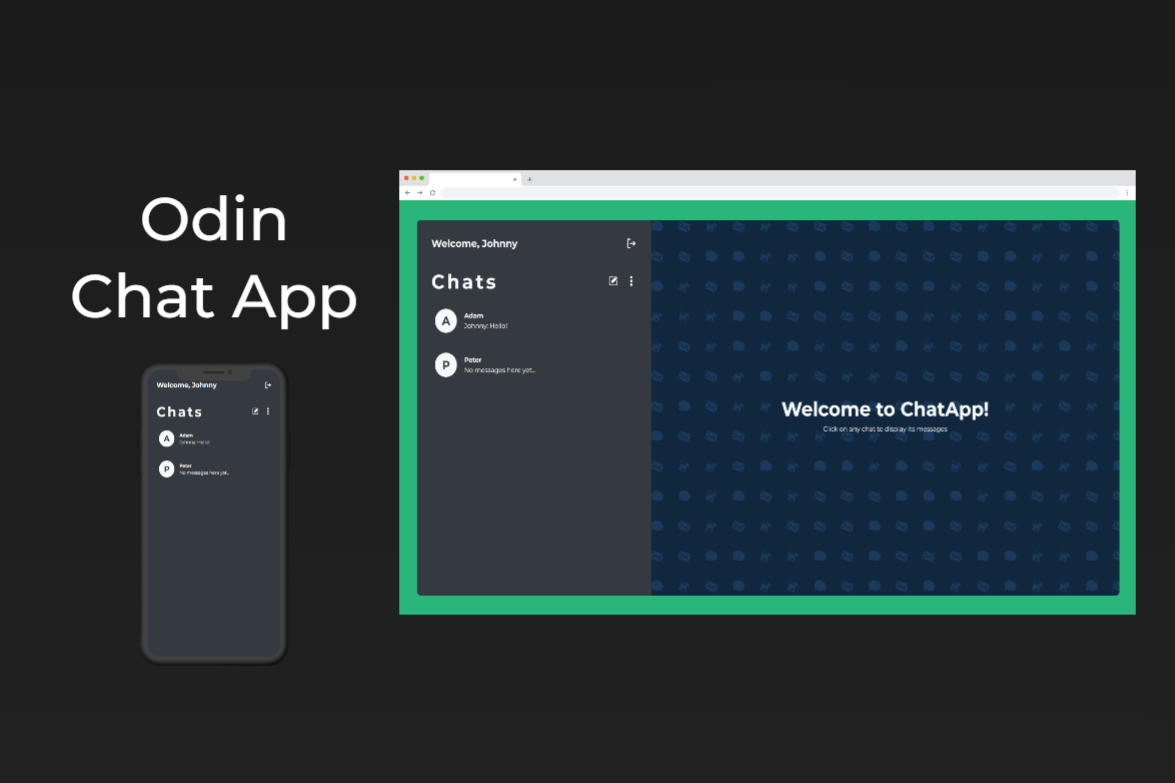 Odin
Chat App
Welcome, Johnny
Chats
A
Adam
Johnny: Hello!
P
Peter
No messages here yet...
Welcome, Johnny
Chats
A
Adam
Johnny: Hello!
P
Peter
No messages here yet...
Welcome to ChatApp!
Click on any chat to display its messages